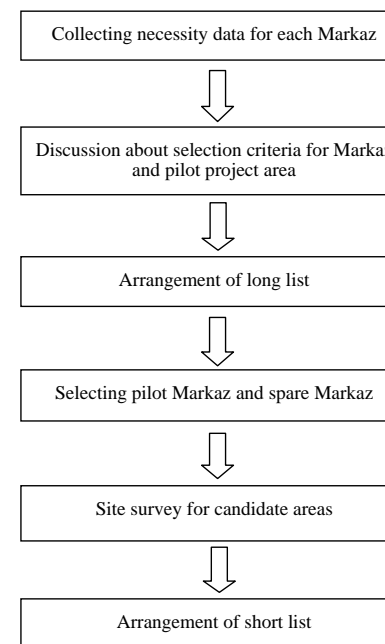 Collecting necessity data for each Markaz
Discussion about selection criteria for Markaz
and pilot project area
Arrangement of long list
Selecting pilot Markaz and spare Markaz
Site survey for candidate areas
Arrangement of short list